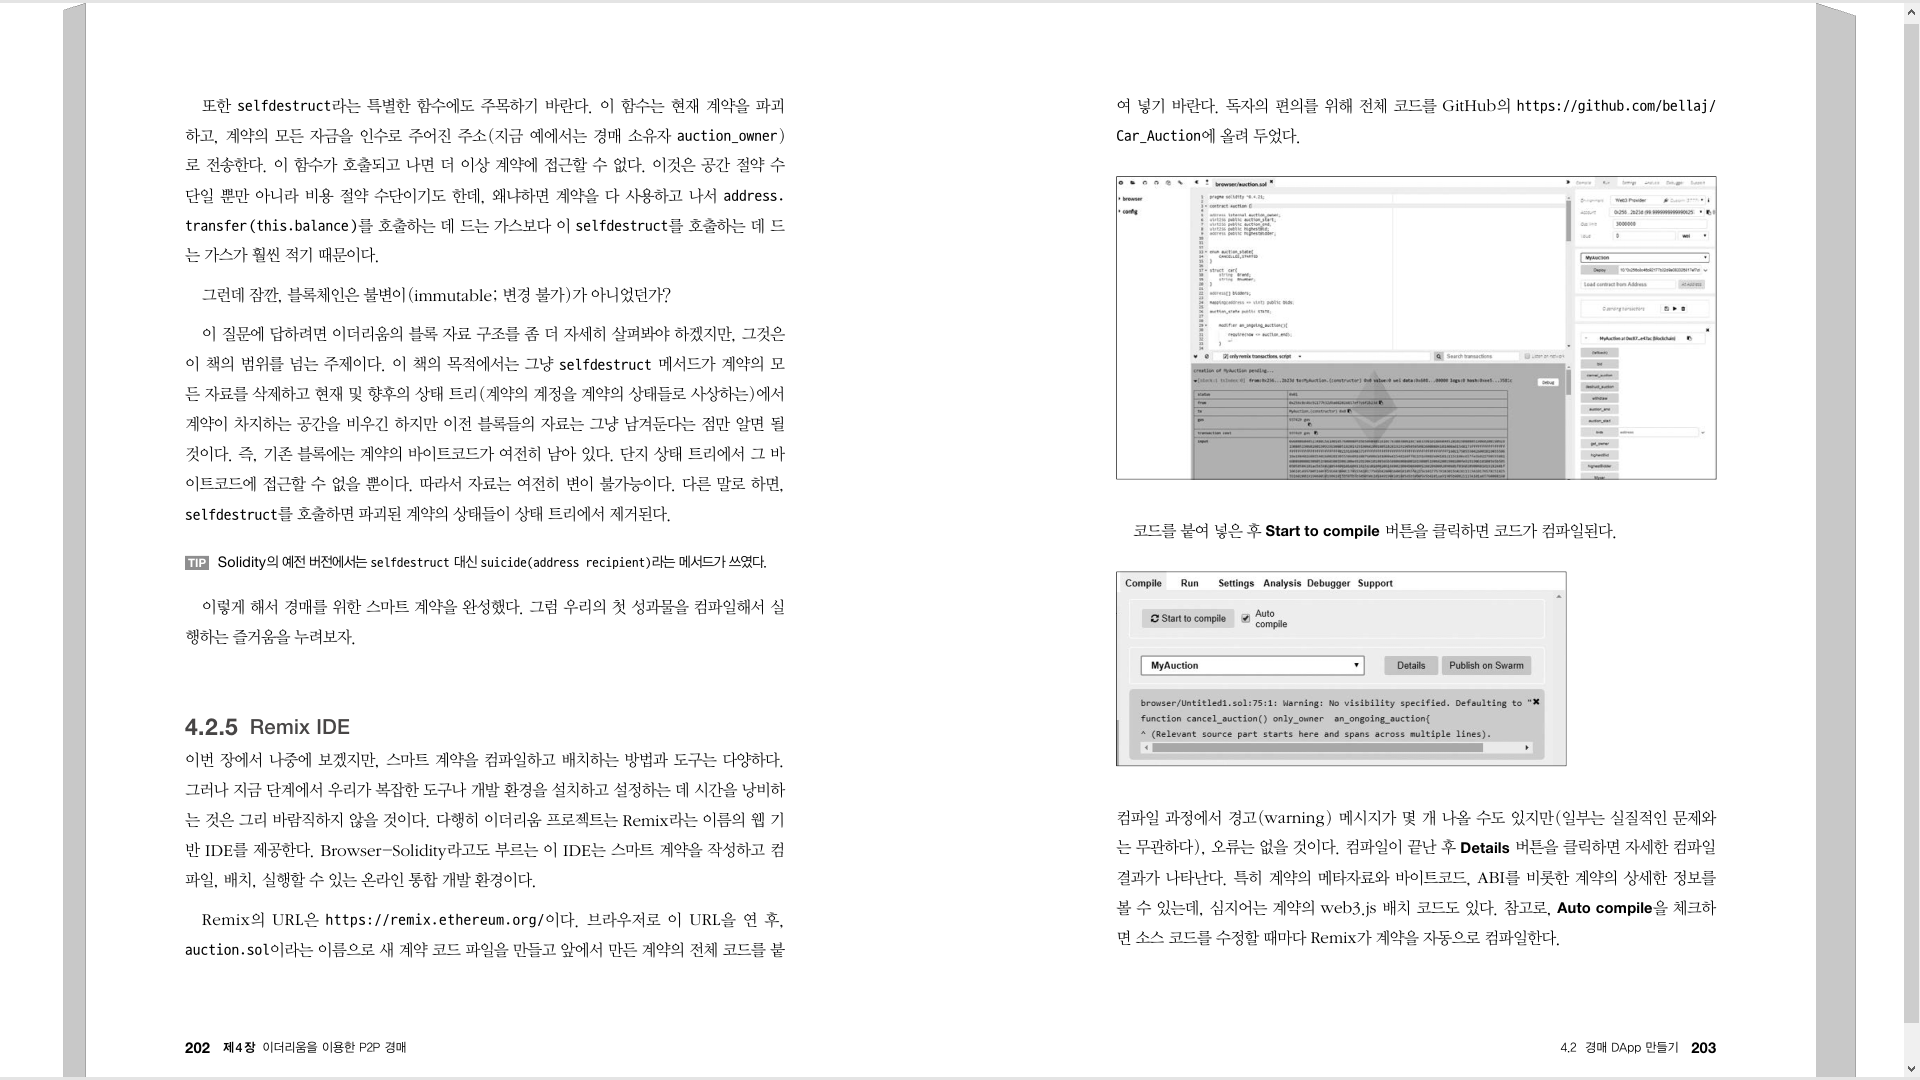 또한 selfdestruct라는 특별한 함수에도 주목하기 바란다. 이 함수는 현재 계약을 파괴
하고, 계약의 모든 자금을 인수로 주어진 주소(지금 예에서는 경매 소유자 auction_owner)
로 전송한다. 이 함수가 호출되고 나면 더 이상 계약에 접근할 수 없다. 이것은 공간 절약 수
단일 뿐만 아니라 비용 절약 수단이기도 한데, 왜냐하면 계약을 다 사용하고 나서 address.
transfer(this.balance)를 호출하는 데 드는 가스보다 이 selfdestruct를 호출하는 데 드
는 가스가 훨씬 적기 때문이다.
그런데 잠깐, 블록체인은 불변이(immutable; 변경 불가)가 아니었던가?
이 질문에 답하려면 이더리움의 블록 자료 구조를 좀 더 자세히 살펴봐야 하겠지만, 그것은
이 책의 범위를 넘는 주제이다. 이 책의 목적에서는 그냥 selfdestruct 메서드가 계약의 모
든 자료를 삭제하고 현재 및 향후의 상태 트리(계약의 계정을 계약의 상태들로 사상하는)에서
계약이 차지하는 공간을 비우긴 하지만 이전 블록들의 자료는 그냥 남겨둔다는 점만 알면 될
것이다. 즉, 기존 블록에는 계약의 바이트코드가 여전히 남아 있다. 단지 상태 트리에서 그 바
이트코드에 접근할 수 없을 뿐이다. 따라서 자료는 여전히 변이 불가능이다. 다른 말로 하면,
selfdestruct를 호출하면 파괴된 계약의 상태들이 상태 트리에서 제거된다.
TIP Solidity의 예전 버전에서는 selfdestruct 대신 suicide(address recipient)라는 메서드가 쓰였다.
이렇게 해서 경매를 위한 스마트 계약을 완성했다. 그럼 우리의 첫 성과물을 컴파일해서 실
행하는 즐거움을 누려보자.
4.2.5 Remix IDE
이번 장에서 나중에 보겠지만, 스마트 계약을 컴파일하고 배치하는 방법과 도구는 다양하다.
그러나 지금 단계에서 우리가 복잡한 도구나 개발 환경을 설치하고 설정하는 데 시간을 낭비하
는 것은 그리 바람직하지 않을 것이다. 다행히 이더리움 프로젝트는 Remix라는 이름의 웹 기
반 IDE를 제공한다. Browser-Solidity라고도 부르는 이 IDE는 스마트 계약을 작성하고 컴
파일, 배치, 실행할 수 있는 온라인 통합 개발 환경이다.
Remix의 URL은 https://remix.ethereum.org/이다. 브라우저로 이 URL을 연 후,
auction.sol이라는 이름으로 새 계약 코드 파일을 만들고 앞에서 만든 계약의 전체 코드를 붙
202 제4장 이더리움을 이용한 P2P 경매
여 넣기 바란다. 독자의 편의를 위해 전체 코드를 GitHub의 https://github.com/bellaj/
Car_Auction에 올려 두었다.
browser/auction.sol
browser
config
contract auction {
address internal auction_owner;
enum auction_state{
struct car{
address[] bidders;
modifier an_ongoing_auction(){
MyAuction
Deploy
Load contract from Address
only remix transactions, script
Search transactions
creation of MyAuction pending...
Debug
status
from
to
gas
transaction cost
input
코드를 붙여 넣은 후 Start to compile 버튼을 클릭하면 코드가 컴파일된다.
Compile Run Settings Analysis Debugger Support
Start to compile Auto compile
MyAuction Details Publish on Swarm
browser/Untitled1.sol:75:1: Warning: No visibility specified. Defaulting to "
function cancel_auction() only_owner an_ongoing_auction{
^ (Relevant source part starts here and spans across multiple lines).
컴파일 과정에서 경고(warning) 메시지가 몇 개 나올 수도 있지만(일부는 실질적인 문제와
는 무관하다), 오류는 없을 것이다. 컴파일이 끝난 후 Details 버튼을 클릭하면 자세한 컴파일
결과가 나타난다. 특히 계약의 메타자료와 바이트코드, ABI를 비롯한 계약의 상세한 정보를
볼 수 있는데, 심지어는 계약의 web3.js 배치 코드도 있다. 참고로, Auto compile을 체크하
면 소스 코드를 수정할 때마다 Remix가 계약을 자동으로 컴파일한다.
4.2 경매 DApp 만들기 203